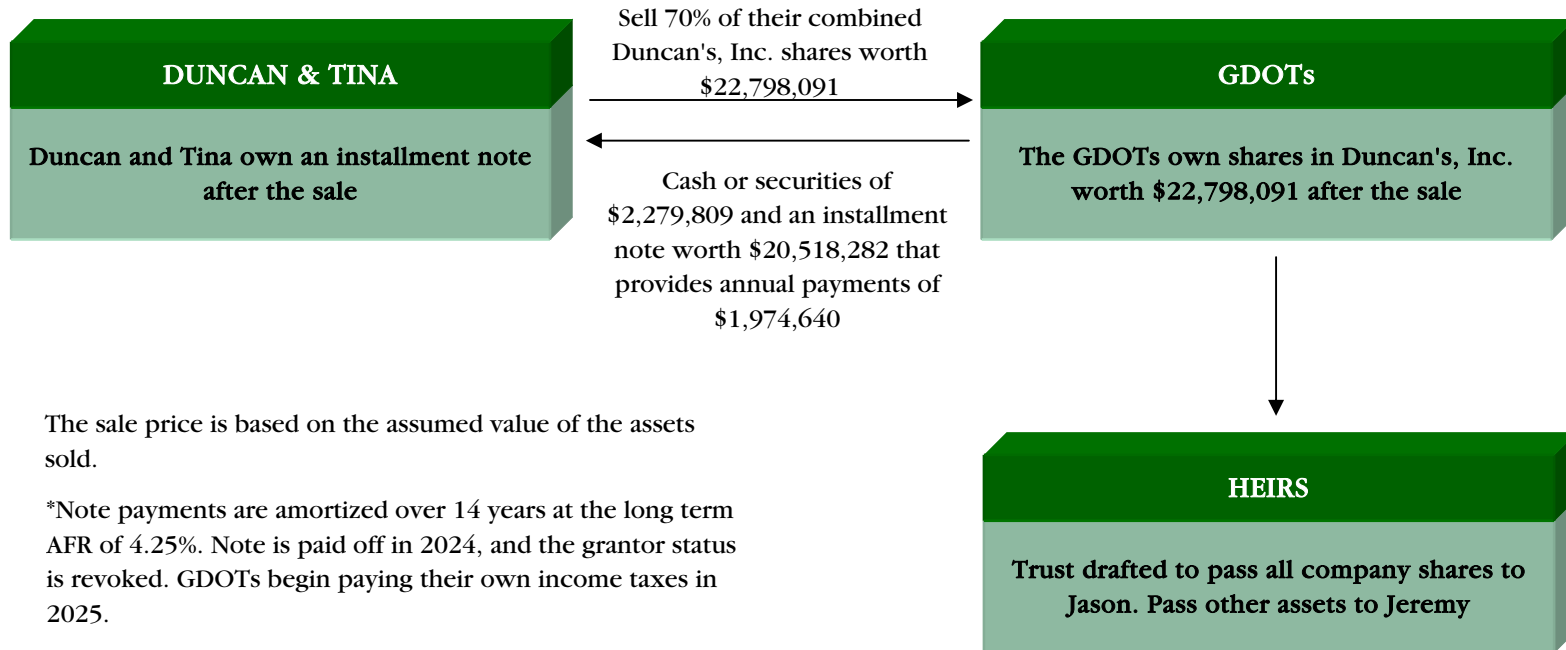 Sell 70% of their combined
Duncan's, Inc. shares worth
$22,798,091
DUNCAN & TINA
GDOTs
Duncan and Tina own an installment note
after the sale
The GDOTs own shares in Duncan's, Inc.
worth $22,798,091 after the sale
Cash or securities of
$2,279,809 and an installment
note worth $20,518,282 that
provides annual payments of
$1,974,640
The sale price is based on the assumed value of the assets
sold.
*Note payments are amortized over 14 years at the long term
AFR of 4.25%. Note is paid off in 2024, and the grantor status
is revoked. GDOTs begin paying their own income taxes in
2025.
HEIRS
Trust drafted to pass all company shares to
Jason. Pass other assets to Jeremy